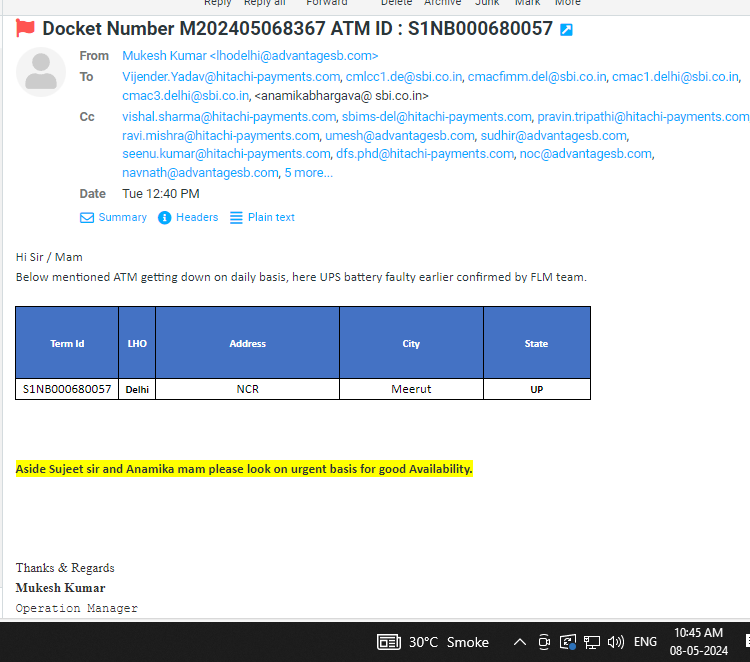 Reply Reply all Forward Delete Archive Junk Mark More
Docket Number M202405068367 ATM ID : S1NB000680057
From Mukesh Kumar <lhodelhi@advantagesb.com>
To Vijender.Yadav@hitachi-payments.com, cmlcc1.de@sbi.co.in, cmacfimm.del@sbi.co.in, cmac1.delhi@sbi.co.in,
cmac3.delhi@sbi.co.in, <anamikabhargava@ sbi.co.in>
Cc vishal.sharma@hitachi-payments.com, sbims-del@hitachi-payments.com, pravin.tripathi@hitachi-payments.com
ravi.mishra@hitachi-payments.com, umesh@advantagesb.com, sudhir@advantagesb.com,
seenu.kumar@hitachi-payments.com, dfs.phd@hitachi-payments.com, noc@advantagesb.com,
navnath@advantagesb.com, 5 more...
Date Tue 12:40 PM
Summary Headers Plain text
Hi Sir / Mam
Below mentioned ATM getting down on daily basis, here UPS battery faulty earlier confirmed by FLM team.
Term Id LHO Address City State
S1NB000680057 Delhi NCR Meerut UP
Aside Sujeet sir and Anamika mam please look on urgent basis for good Availability.
Thanks & Regards
Mukesh Kumar
Operation Manager
30°C Smoke ENG 10:45 AM
08-05-2024